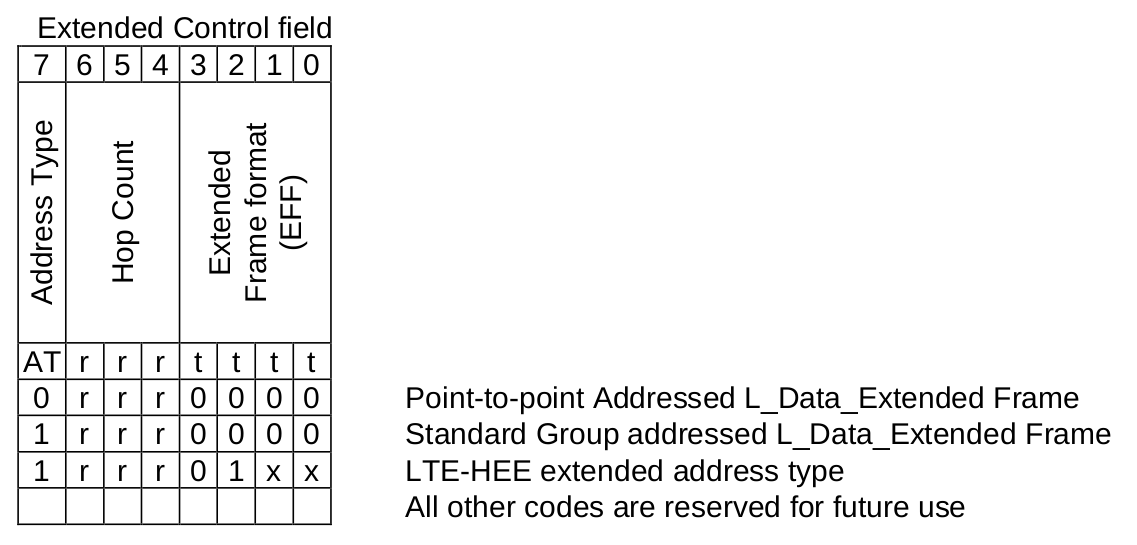 Extended Control field
7 6 5 4 3 2 1 0
Address Type
Hop Count
Extended
Frame format
(EFF)
AT r r r t t t t
0 r r r 0 0 0 0 Point-to-point Addressed L_Data_Extended Frame
1 r r r 0 0 0 0 Standard Group addressed L_Data_Extended Frame
1 r r r 0 1 x x LTE-HEE extended address type
All other codes are reserved for future use